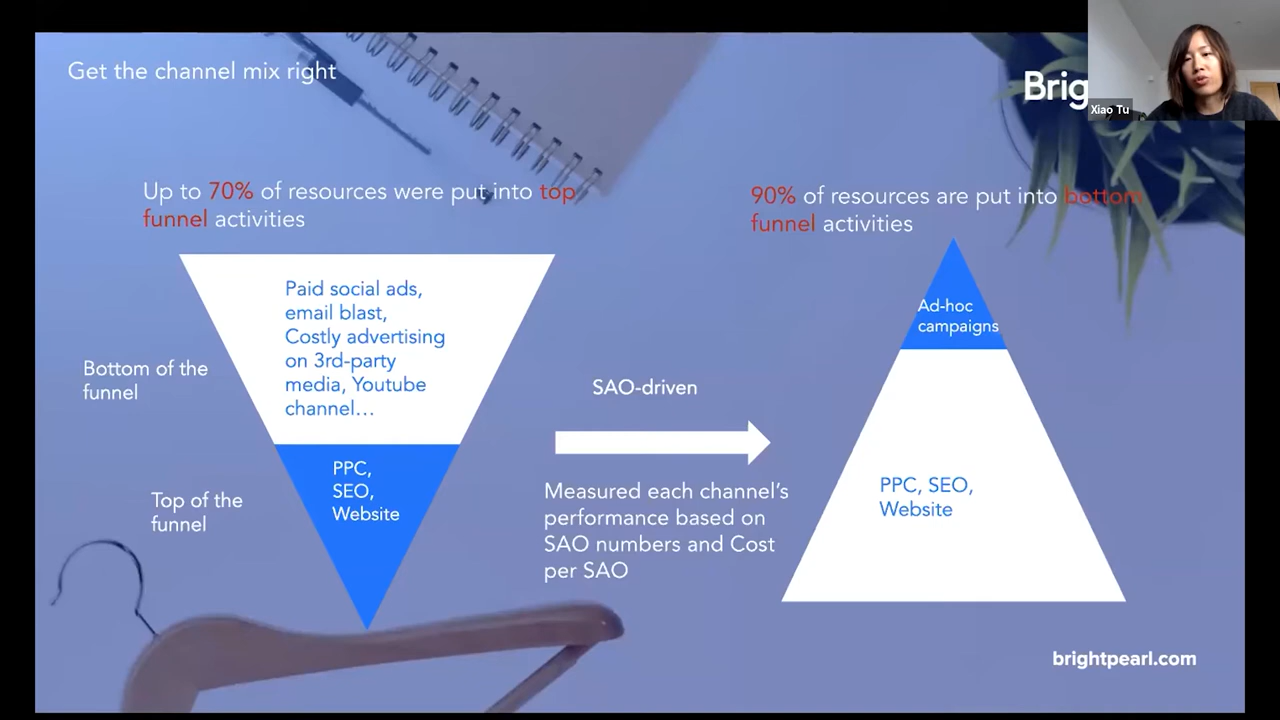 Get the channel mix right
Brig
Xiao Tu
Up to 70% of resources were put into top
funnel activities
90% of resources are put into bottom
funnel activities
Paid social ads,
email blast,
Costly advertising
on 3rd-party
media, Youtube
channel…
Bottom of the
funnel
PPC,
SEO,
Website
Top of the
funnel
SAO-driven
Measured each channel's
performance based on
SAO numbers and Cost
per SAO
Ad-hoc
campaigns
PPC, SEO,
Website
brightpearl.com